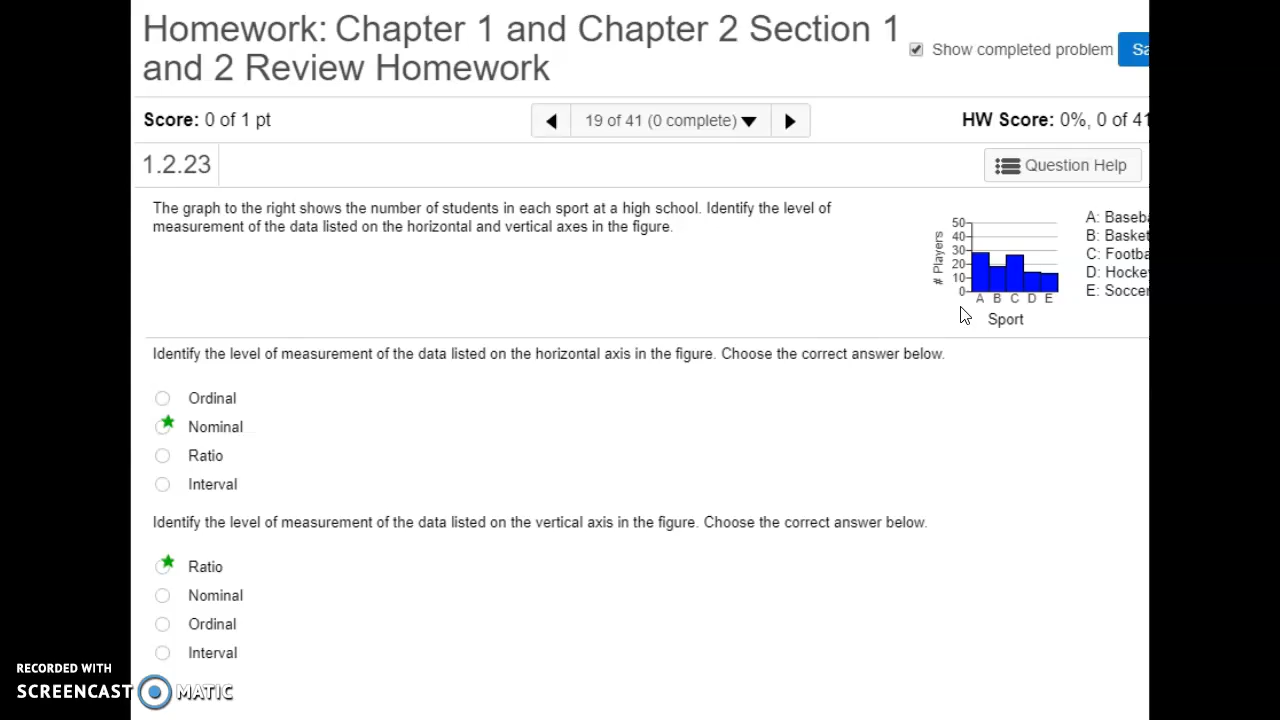 Homework: Chapter 1 and Chapter 2 Section 1
and 2 Review Homework
Show completed problem
Score: 0 of 1 pt
19 of 41 (0 complete)
HW Score: 0%, 0 of 41
1.2.23
Question Help
The graph to the right shows the number of students in each sport at a high school. Identify the level of
measurement of the data listed on the horizontal and vertical axes in the figure.
# Players
50
40
30
20
10
0
A B C D E
Sport
A: Baseba
B: Basket
C: Footba
D: Hockey
E: Soccer
Identify the level of measurement of the data listed on the horizontal axis in the figure. Choose the correct answer below.
Ordinal
Nominal
Ratio
Interval
Identify the level of measurement of the data listed on the vertical axis in the figure. Choose the correct answer below.
Ratio
Nominal
Ordinal
Interval
RECORDED WITH
SCREENCAST MATIC